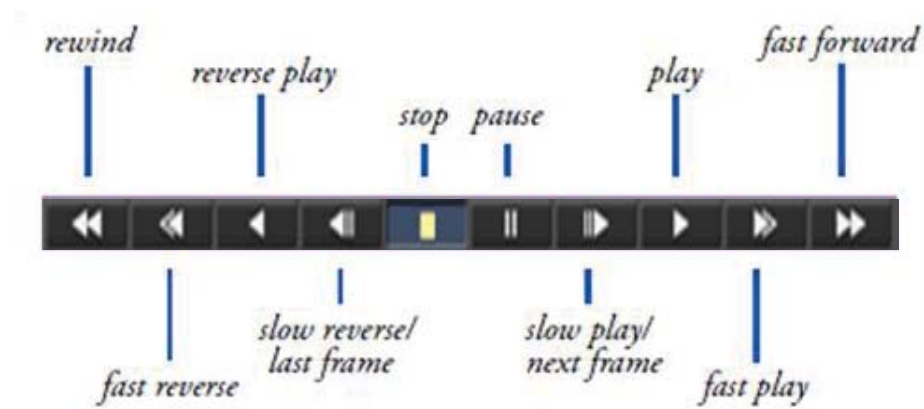 rewind
reverse play
stop
pause
play
fast forward
fast reverse
slow reverse/
last frame
slow play/
next frame
fast play